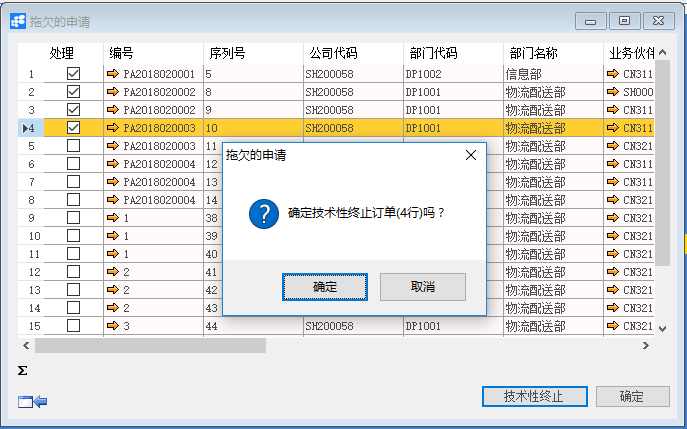 拖欠的申请
处理 编号 序列号 公司代码 部门代码 部门名称 业务伙伴
1 PA2018020001 5 SH200058 DP1002 信息部 CN311
2 PA2018020002 8 SH200058 DP1001 物流配送部 SH000
3 PA2018020002 9 SH200058 DP1001 物流配送部 CN311
4 PA2018020003 10 SH200058 DP1001 物流配送部 CN311
5 PA2018020003 11 物流配送部 CN321
6 PA2018020004 12 物流配送部 CN321
7 PA2018020004 13 物流配送部 CN311
8 PA2018020004 14 物流配送部 CN321
9 1 38 物流配送部 CN321
10 1 39 物流配送部 CN321
11 1 40 物流配送部 CN321
12 2 41 物流配送部 CN321
13 2 42 物流配送部 CN321
14 2 43 物流配送部 CN321
15 3 44 SH200058 DP1001 物流配送部 CN321
拖欠的申请
确定技术性终止订单(4行)吗？
确定 取消
Σ
技术性终止 确定